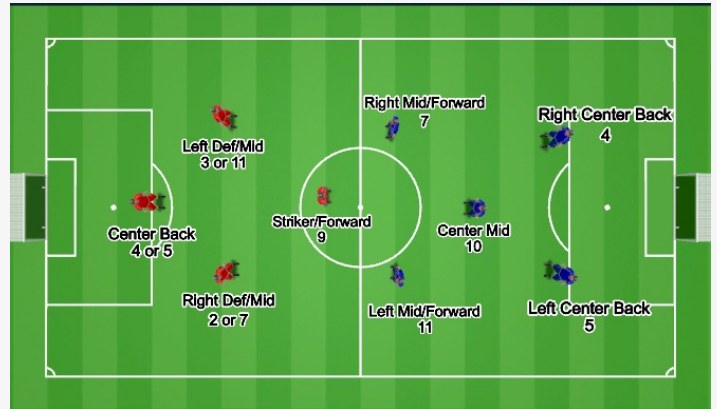 Right Mid/Forward
7
Right Center Back
4
Left Def/Mid
3 or 11
Striker/Forward
9
Center Back
4 or 5
Center Mid
10
Right Def/Mid
2 or 7
Left Mid/Forward
11
Left Center Back
5